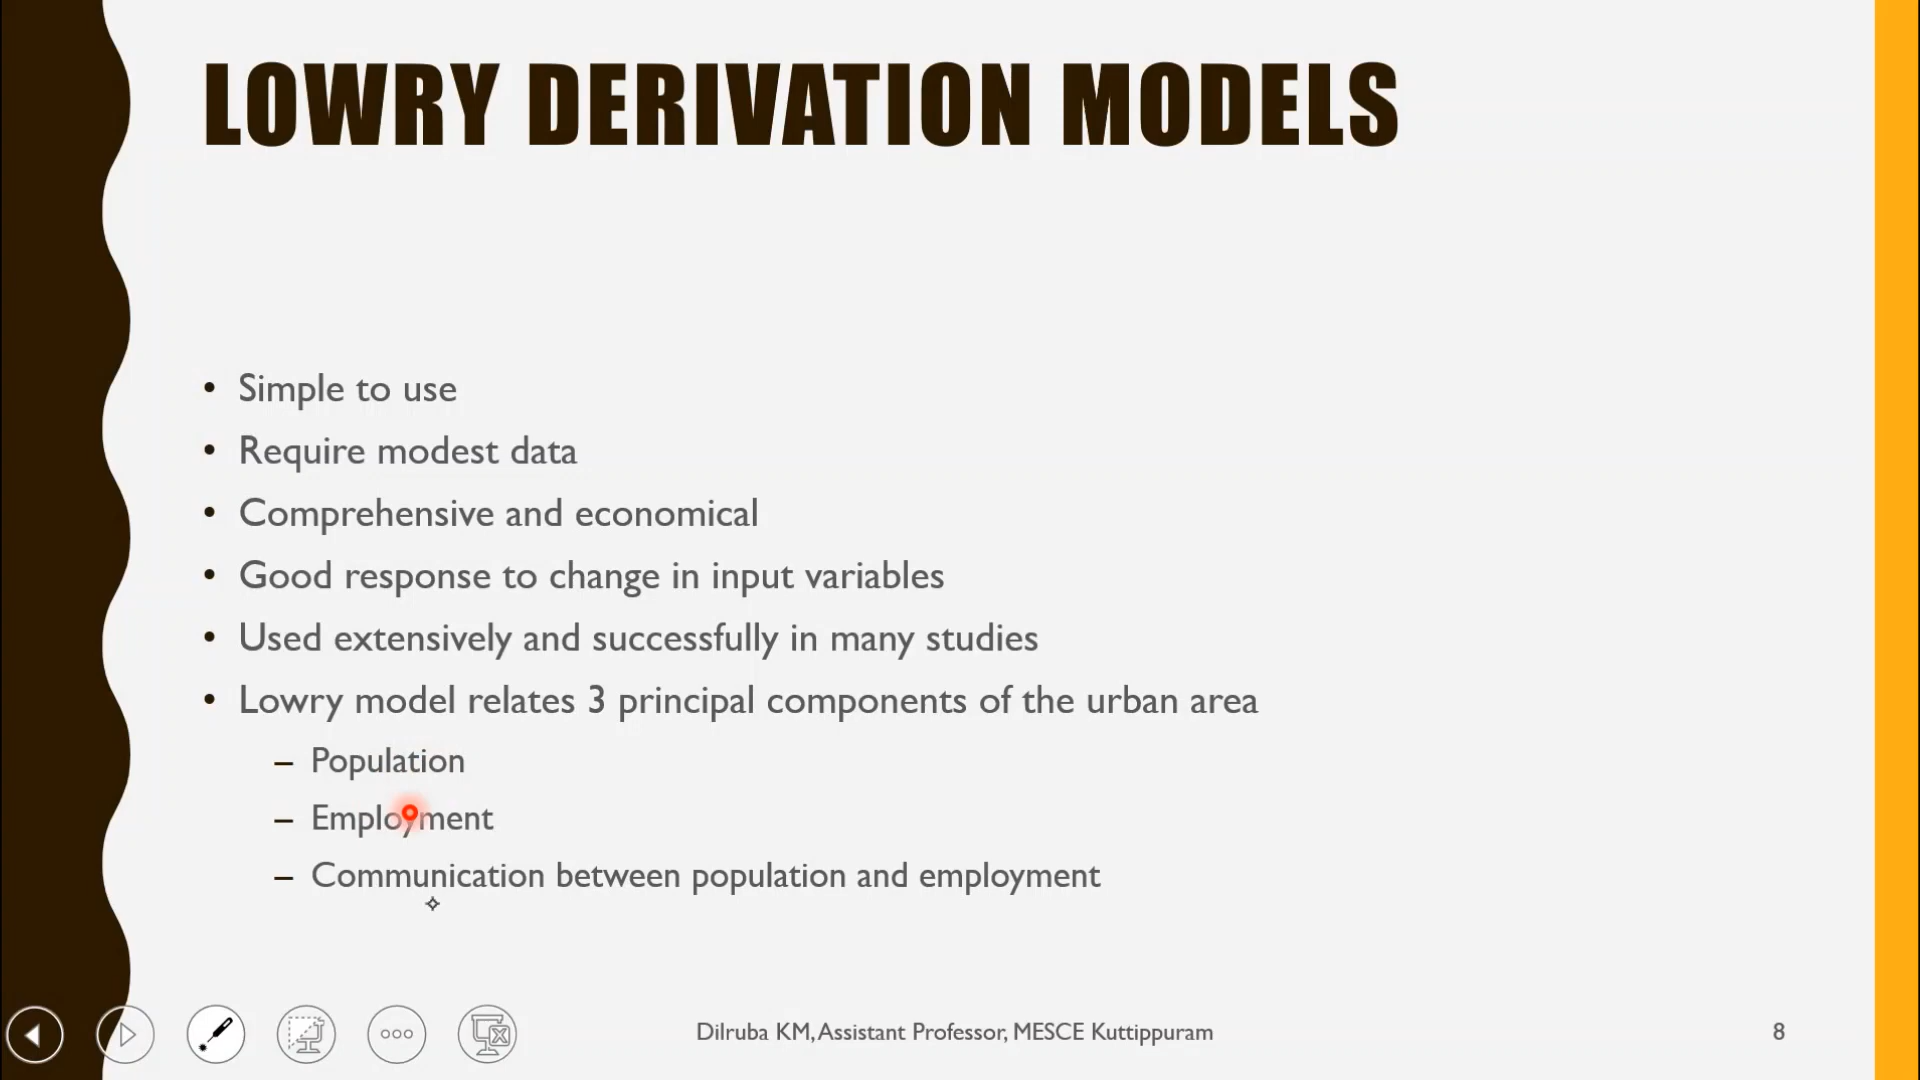 LOWRY DERIVATION MODELS
• Simple to use
• Require modest data
• Comprehensive and economical
• Good response to change in input variables
• Used extensively and successfully in many studies
• Lowry model relates 3 principal components of the urban area
– Population
– Employment
– Communication between population and employment
Dilruba KM, Assistant Professor, MESCE Kuttippuram
8